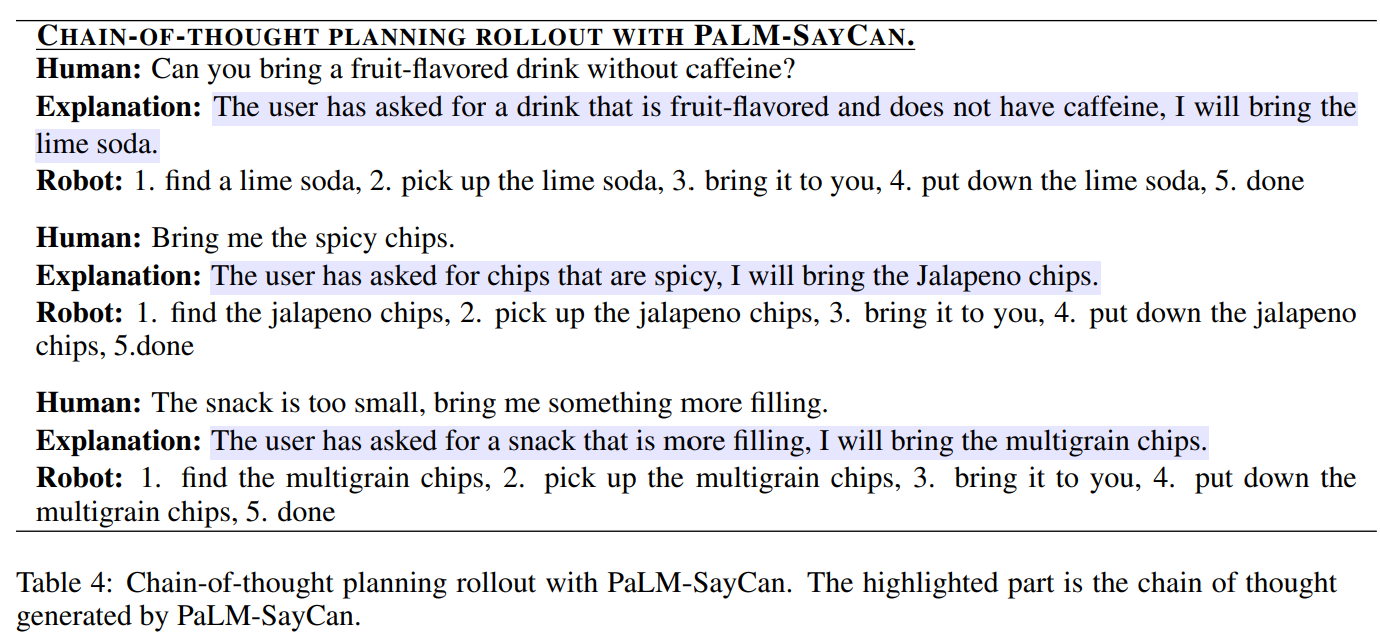 CHAIN-OF-THOUGHT PLANNING ROLLOUT WITH PALM-SAYCAN.
Human: Can you bring a fruit-flavored drink without caffeine?
Explanation: The user has asked for a drink that is fruit-flavored and does not have caffeine, I will bring the
lime soda.
Robot: 1. find a lime soda, 2. pick up the lime soda, 3. bring it to you, 4. put down the lime soda, 5. done
Human: Bring me the spicy chips.
Explanation: The user has asked for chips that are spicy, I will bring the Jalapeno chips.
Robot: 1. find the jalapeno chips, 2. pick up the jalapeno chips, 3. bring it to you, 4. put down the jalapeno
chips, 5.done
Human: The snack is too small, bring me something more filling.
Explanation: The user has asked for a snack that is more filling, I will bring the multigrain chips.
Robot: 1. find the multigrain chips, 2. pick up the multigrain chips, 3. bring it to you, 4. put down the
multigrain chips, 5. done
Table 4: Chain-of-thought planning rollout with PaLM-SayCan. The highlighted part is the chain of thought
generated by PaLM-SayCan.